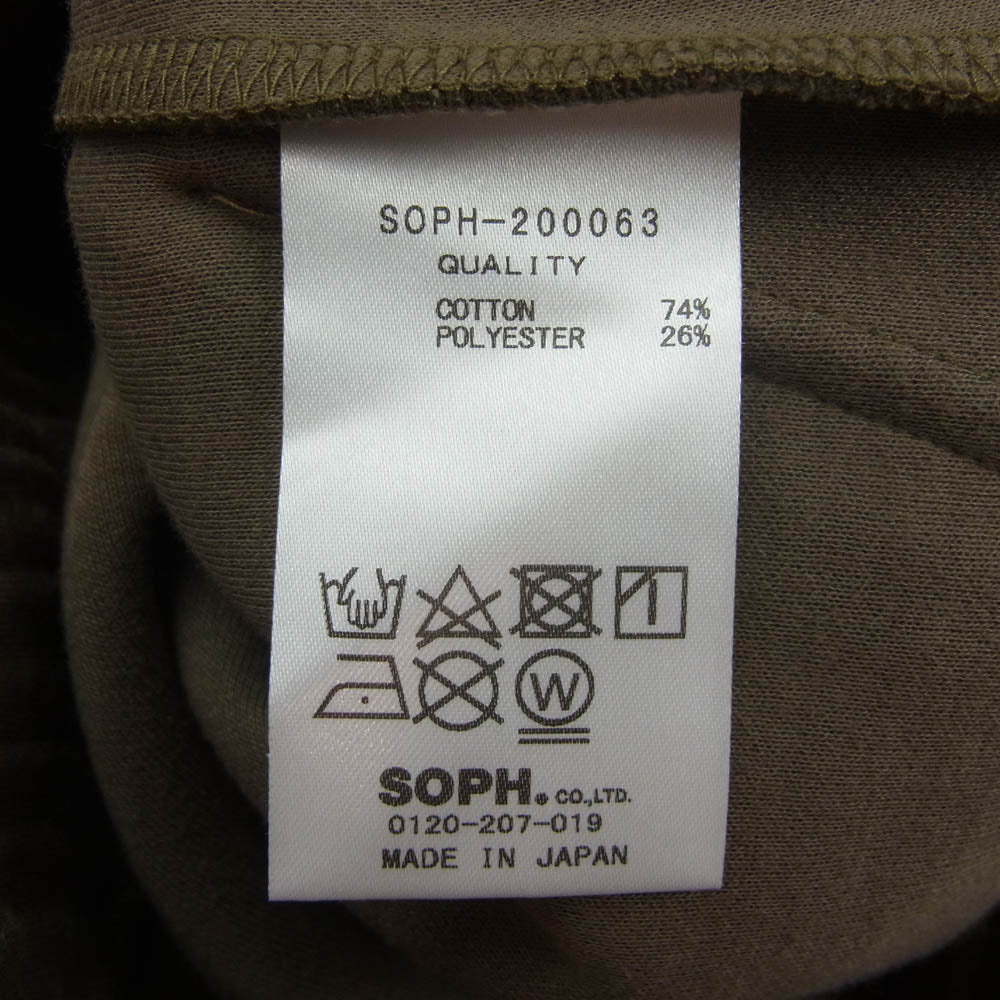 SOPH-200063
QUALITY
COTTON 74%
POLYESTER 26%
W
SOPH. CO.,LTD.
0120-207-019
MADE IN JAPAN